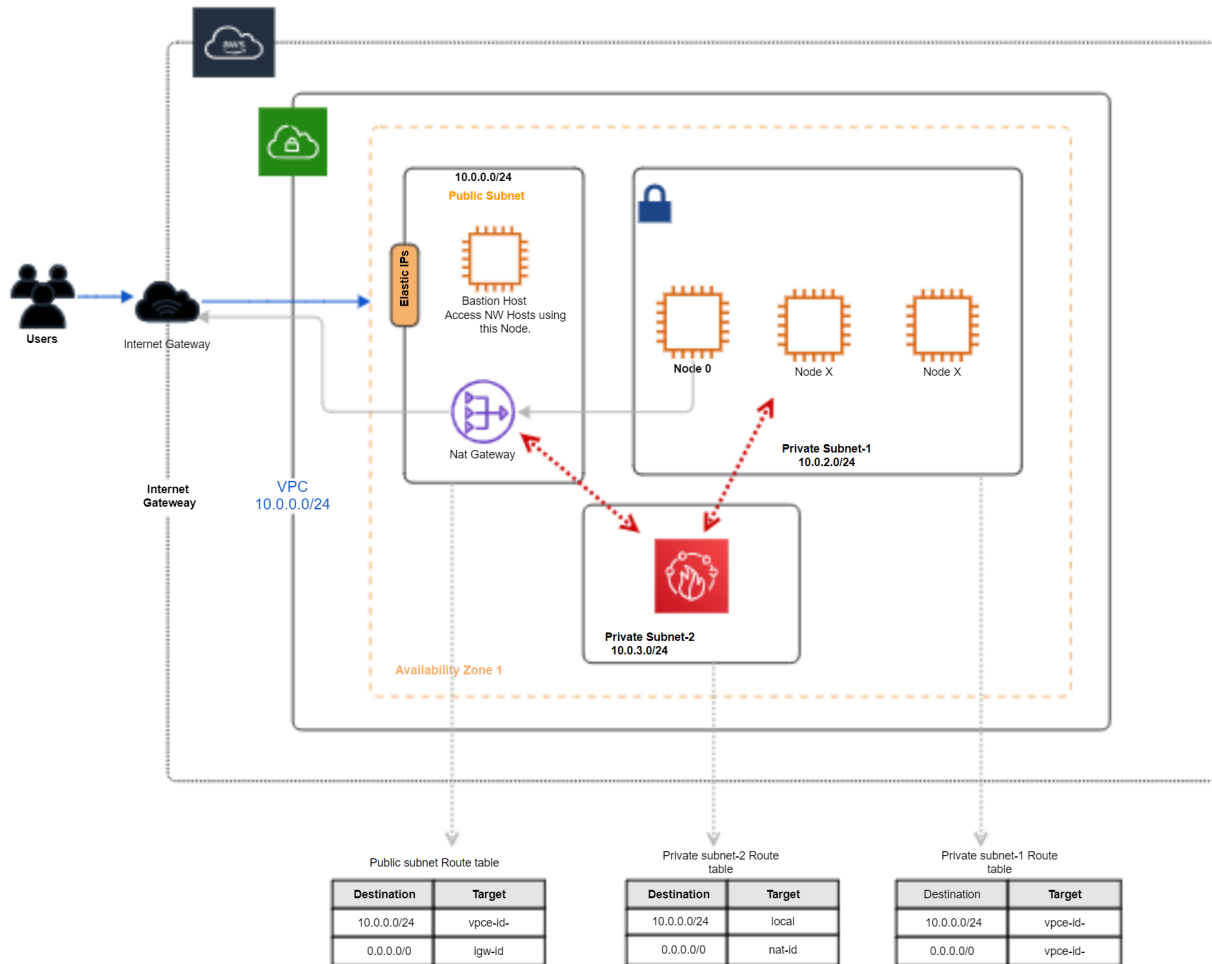 aws
10.0.0.0/24
Public Subnet
Elastic IPs
Bastion Host
Access NW Hosts using
this Node.
Users
Internet Gateway
Node 0
Node X
Node X
Nat Gateway
Private Subnet-1
10.0.2.0/24
Internet
Gateweay
VPC
10.0.0.0/24
Private Subnet-2
10.0.3.0/24
Availability Zone 1
Public subnet Route table
Destination Target
10.0.0.0/24 vpce-id-
0.0.0.0/0 igw-id
Private subnet-2 Route
table
Destination Target
10.0.0.0/24 local
0.0.0.0/0 nat-id
Private subnet-1 Route
table
Destination Target
10.0.0.0/24 vpce-id-
0.0.0.0/0 vpce-id-